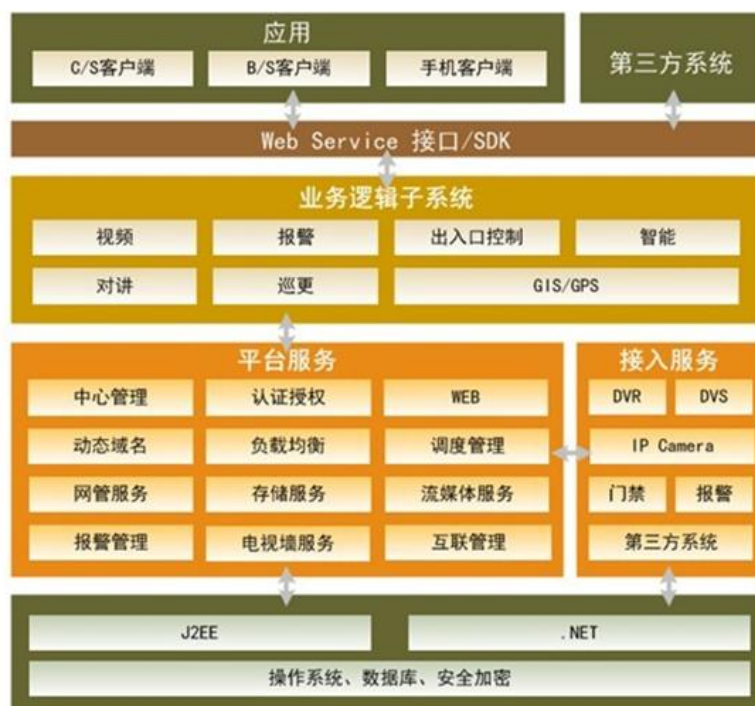 应用
C/S客户端 B/S客户端 手机客户端
第三方系统
Web Service 接口/SDK
业务逻辑子系统
视频 报警 出入口控制 智能
对讲 巡更 GIS/GPS
平台服务
中心管理 认证授权 WEB
动态域名 负载均衡 调度管理
网管服务 存储服务 流媒体服务
报警管理 电视墙服务 互联管理
接入服务
DVR DVS
IP Camera
门禁 报警
第三方系统
J2EE .NET
操作系统、数据库、安全加密